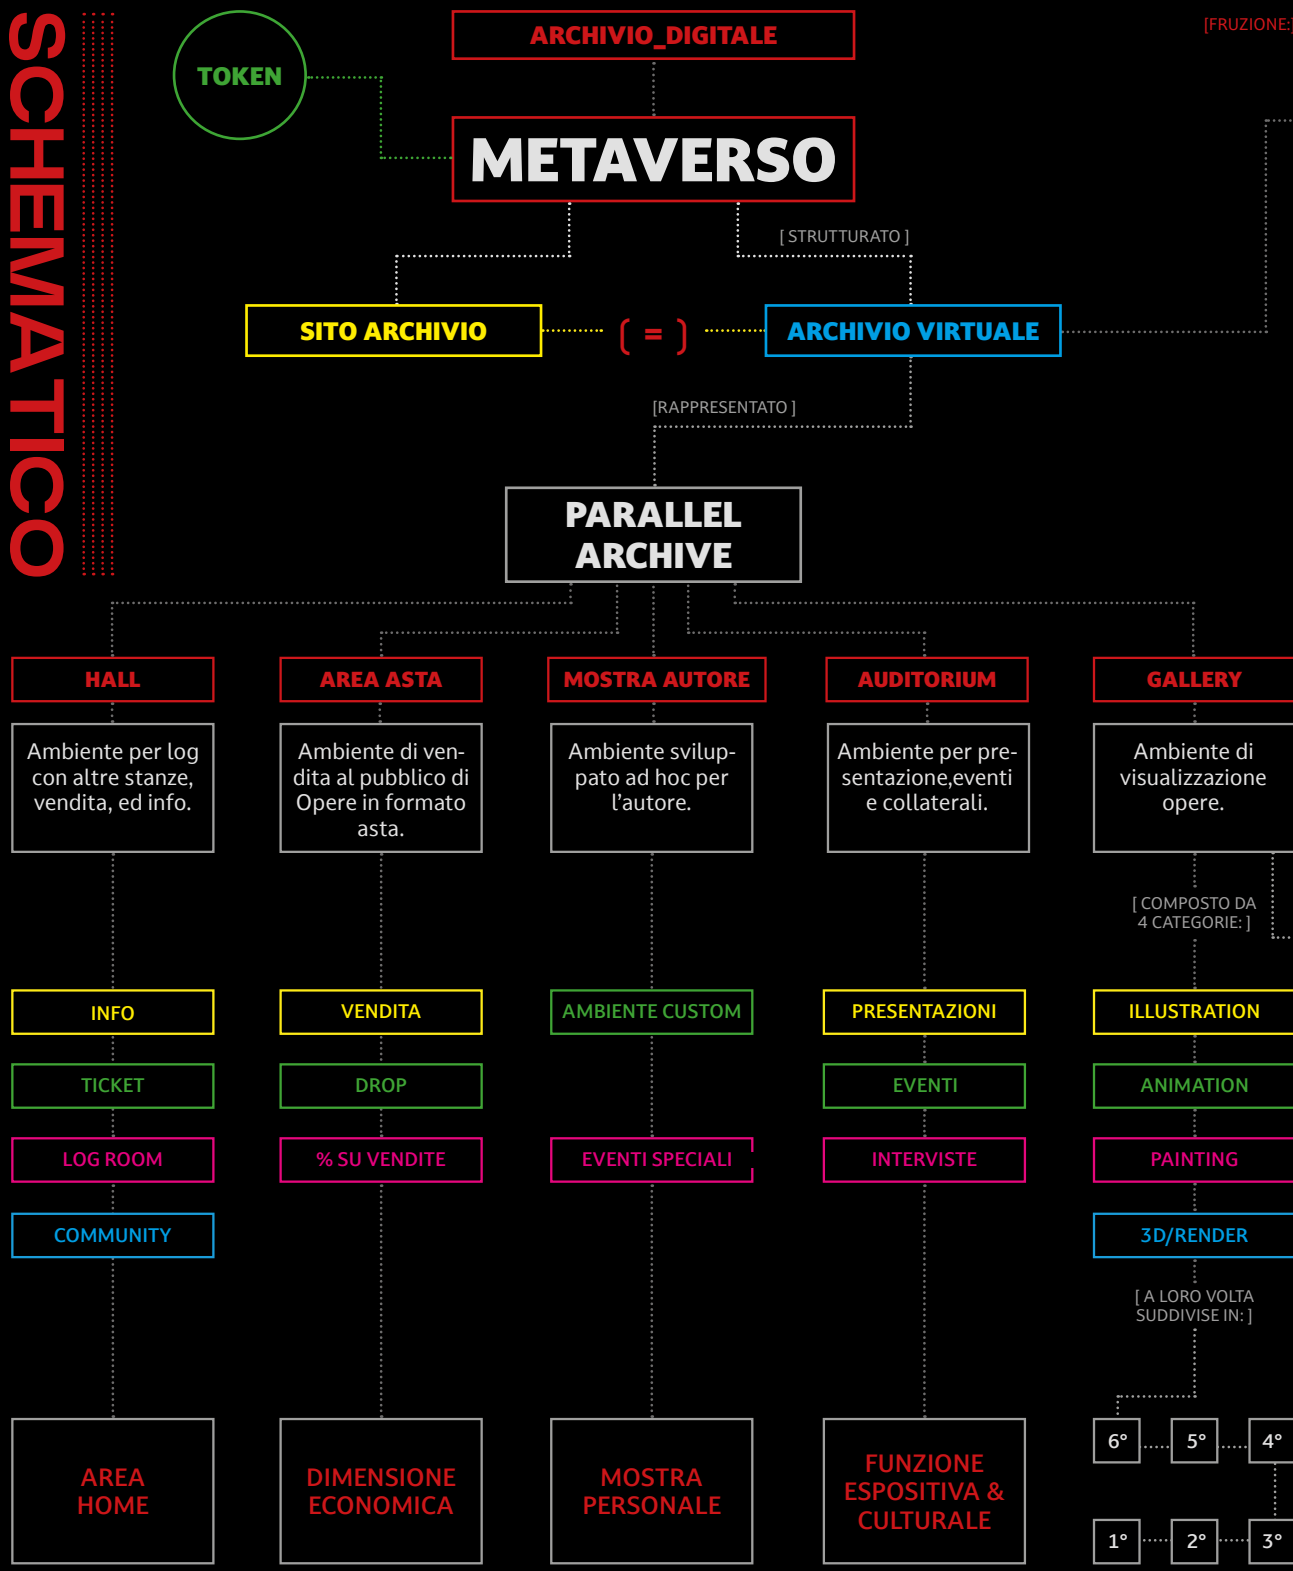 SCHEMATICO
TOKEN
ARCHIVIO_DIGITALE
[FRUZIONE:]
METAVERSO
[ STRUTTURATO ]
SITO ARCHIVIO
( = )
ARCHIVIO VIRTUALE
[RAPPRESENTATO ]
PARALLEL
ARCHIVE
HALL
Ambiente per log
con altre stanze,
vendita, ed info.
INFO
TICKET
LOG ROOM
COMMUNITY
AREA
HOME
AREA ASTA
Ambiente di ven-
dita al pubblico di
Opere in formato
asta.
VENDITA
DROP
% SU VENDITE
DIMENSIONE
ECONOMICA
MOSTRA AUTORE
Ambiente svilup-
pato ad hoc per
l'autore.
AMBIENTE CUSTOM
EVENTI SPECIALI
MOSTRA
PERSONALE
AUDITORIUM
Ambiente per pre-
sentazione,eventi
e collaterali.
PRESENTAZIONI
EVENTI
INTERVISTE
FUNZIONE
ESPOSITIVA &
CULTURALE
GALLERY
Ambiente di
visualizzazione
opere.
[ COMPOSTO DA
4 CATEGORIE: ]
ILLUSTRATION
ANIMATION
PAINTING
3D/RENDER
[ A LORO VOLTA
SUDDIVISE IN: ]
6° 5° 4°
1° 2° 3°